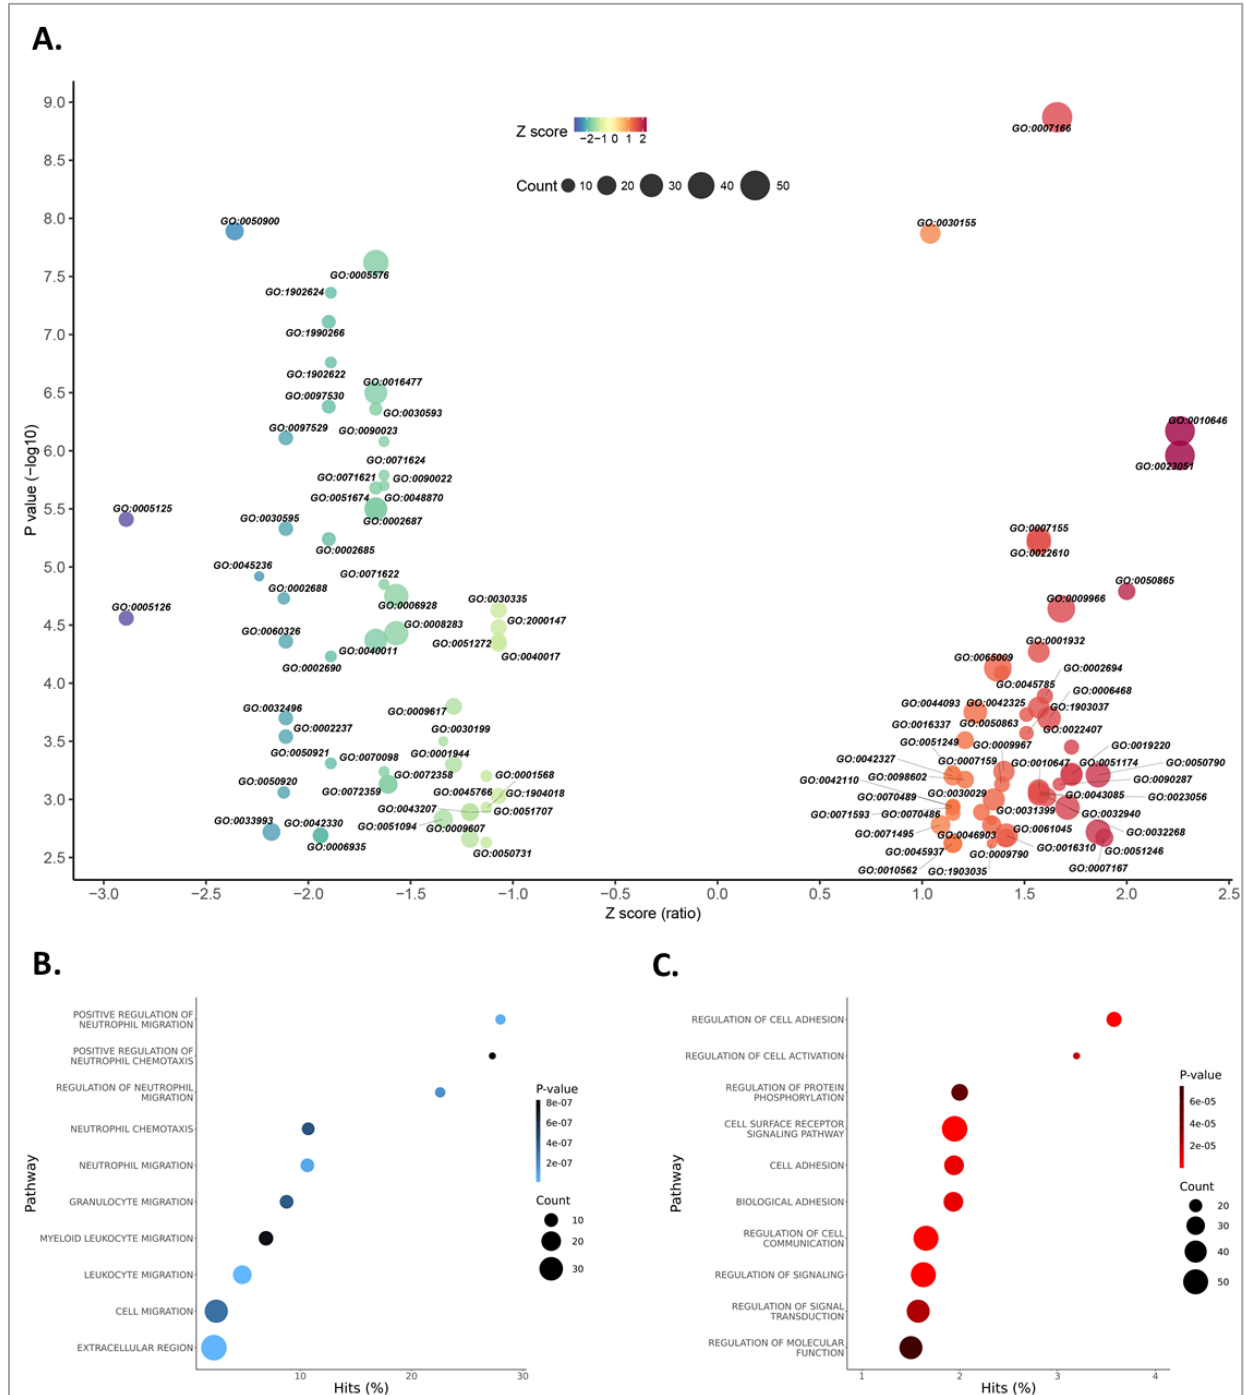 A.
9.0
8.5
8.0
7.5
7.0
6.5
6.0
5.5
5.0
4.5
4.0
3.5
3.0
2.5
P value (−log10)
Z score
−2−1 0 1 2
Count 10 20 30 40 50
GO:0007166
GO:0050900
GO:0030155
GO:0005576
GO:1902624
GO:1990266
GO:1902622
GO:0016477
GO:0097530
GO:0030593
GO:0097529
GO:0090023
GO:0010646
GO:0071624
GO:0023051
GO:0071621 GO:0090022
GO:0051674 GO:0048870
GO:0005125
GO:0030595
GO:0002687
GO:0007155
GO:0002685
GO:0022610
GO:0045236
GO:0071622
GO:0002688
GO:0050865
GO:0005126
GO:0006928
GO:0030335
GO:0009966
GO:0060326
GO:0008283
GO:2000147
GO:0051272
GO:0040011
GO:0040017
GO:0001932
GO:0002690
GO:0065009
GO:0002694
GO:0045785
GO:0006468
GO:0032496
GO:0009617
GO:0044093 GO:0042325
GO:1903037
GO:0002237
GO:0030199
GO:0016337 GO:0050863
GO:0022407
GO:0050921
GO:0070098
GO:0001944
GO:0051249
GO:0009967
GO:0019220
GO:0042327
GO:0007159
GO:0010647
GO:0051174
GO:0050790
GO:0050920
GO:0072358
GO:0001568
GO:0042110
GO:0098602
GO:0090287
GO:0072359
GO:0045766
GO:1904018
GO:0070489
GO:0030029
GO:0043085
GO:0023056
GO:0043207
GO:0051707
GO:0071593
GO:0070486
GO:0031399
GO:0032940
GO:0033993
GO:0042330
GO:0051094
GO:0009607
GO:0071495
GO:0046903
GO:0061045
GO:0032268
GO:0006935
GO:0050731
GO:0045937
GO:0009790
GO:0016310
GO:0051246
GO:0010562
GO:1903035
GO:0007167
−3.0 −2.5 −2.0 −1.5 −1.0 −0.5 0.0 0.5 1.0 1.5 2.0 2.5
Z score (ratio)
B.
Pathway
POSITIVE REGULATION OF
NEUTROPHIL MIGRATION
POSITIVE REGULATION OF
NEUTROPHIL CHEMOTAXIS
REGULATION OF NEUTROPHIL
MIGRATION
NEUTROPHIL CHEMOTAXIS
NEUTROPHIL MIGRATION
GRANULOCYTE MIGRATION
MYELOID LEUKOCYTE MIGRATION
LEUKOCYTE MIGRATION
CELL MIGRATION
EXTRACELLULAR REGION
10 20 30
Hits (%)
P-value
8e-07
6e-07
4e-07
2e-07
Count
10
20
30
C.
Pathway
REGULATION OF CELL ADHESION
REGULATION OF CELL ACTIVATION
REGULATION OF PROTEIN
PHOSPHORYLATION
CELL SURFACE RECEPTOR
SIGNALING PATHWAY
CELL ADHESION
BIOLOGICAL ADHESION
REGULATION OF CELL
COMMUNICATION
REGULATION OF SIGNALING
REGULATION OF SIGNAL
TRANSDUCTION
REGULATION OF MOLECULAR
FUNCTION
1 2 3 4
Hits (%)
P-value
6e-05
4e-05
2e-05
Count
20
30
40
50